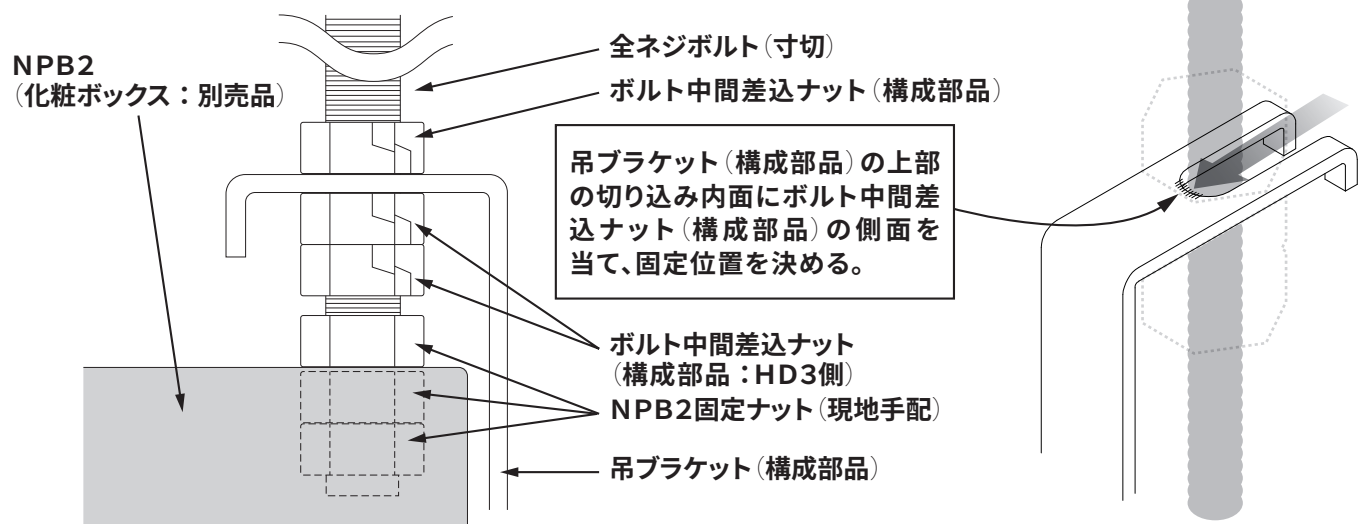 NPB2
（化粧ボックス：別売品）
全ネジボルト（寸切）
ボルト中間差込ナット（構成部品）
吊ブラケット（構成部品）の上部
の切り込み内面にボルト中間差
込ナット（構成部品）の側面を
当て、固定位置を決める。
ボルト中間差込ナット
（構成部品：HD3側）
NPB2固定ナット（現地手配）
吊ブラケット（構成部品）